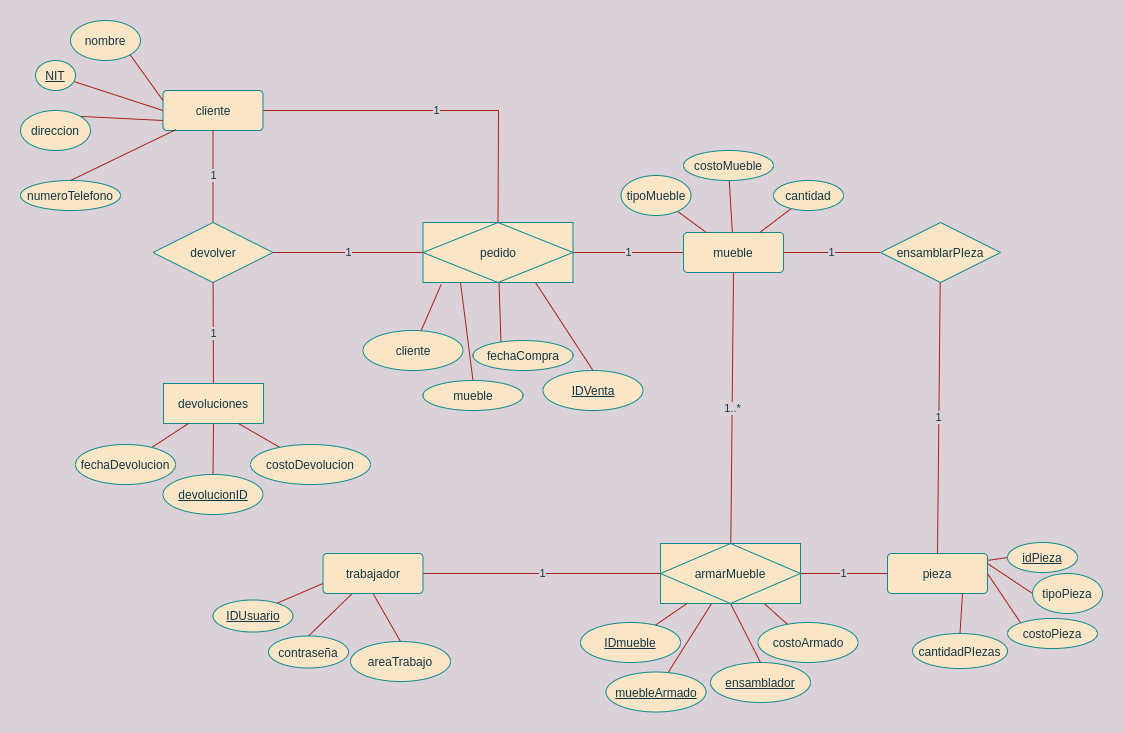 nombre
NIT
cliente
1
direccion
1
numeroTelefono
costoMueble
tipoMueble
cantidad
devolver
1
pedido
1
mueble
1
ensamblarPIeza
1
cliente
fechaCompra
mueble
IDVenta
devoluciones
1..*
1
fechaDevolucion
costoDevolucion
devolucionID
trabajador
1
armarMueble
1
pieza
idPieza
tipoPieza
IDUsuario
contraseña
areaTrabajo
IDmueble
costoArmado
costoPieza
cantidadPIezas
muebleArmado
ensamblador